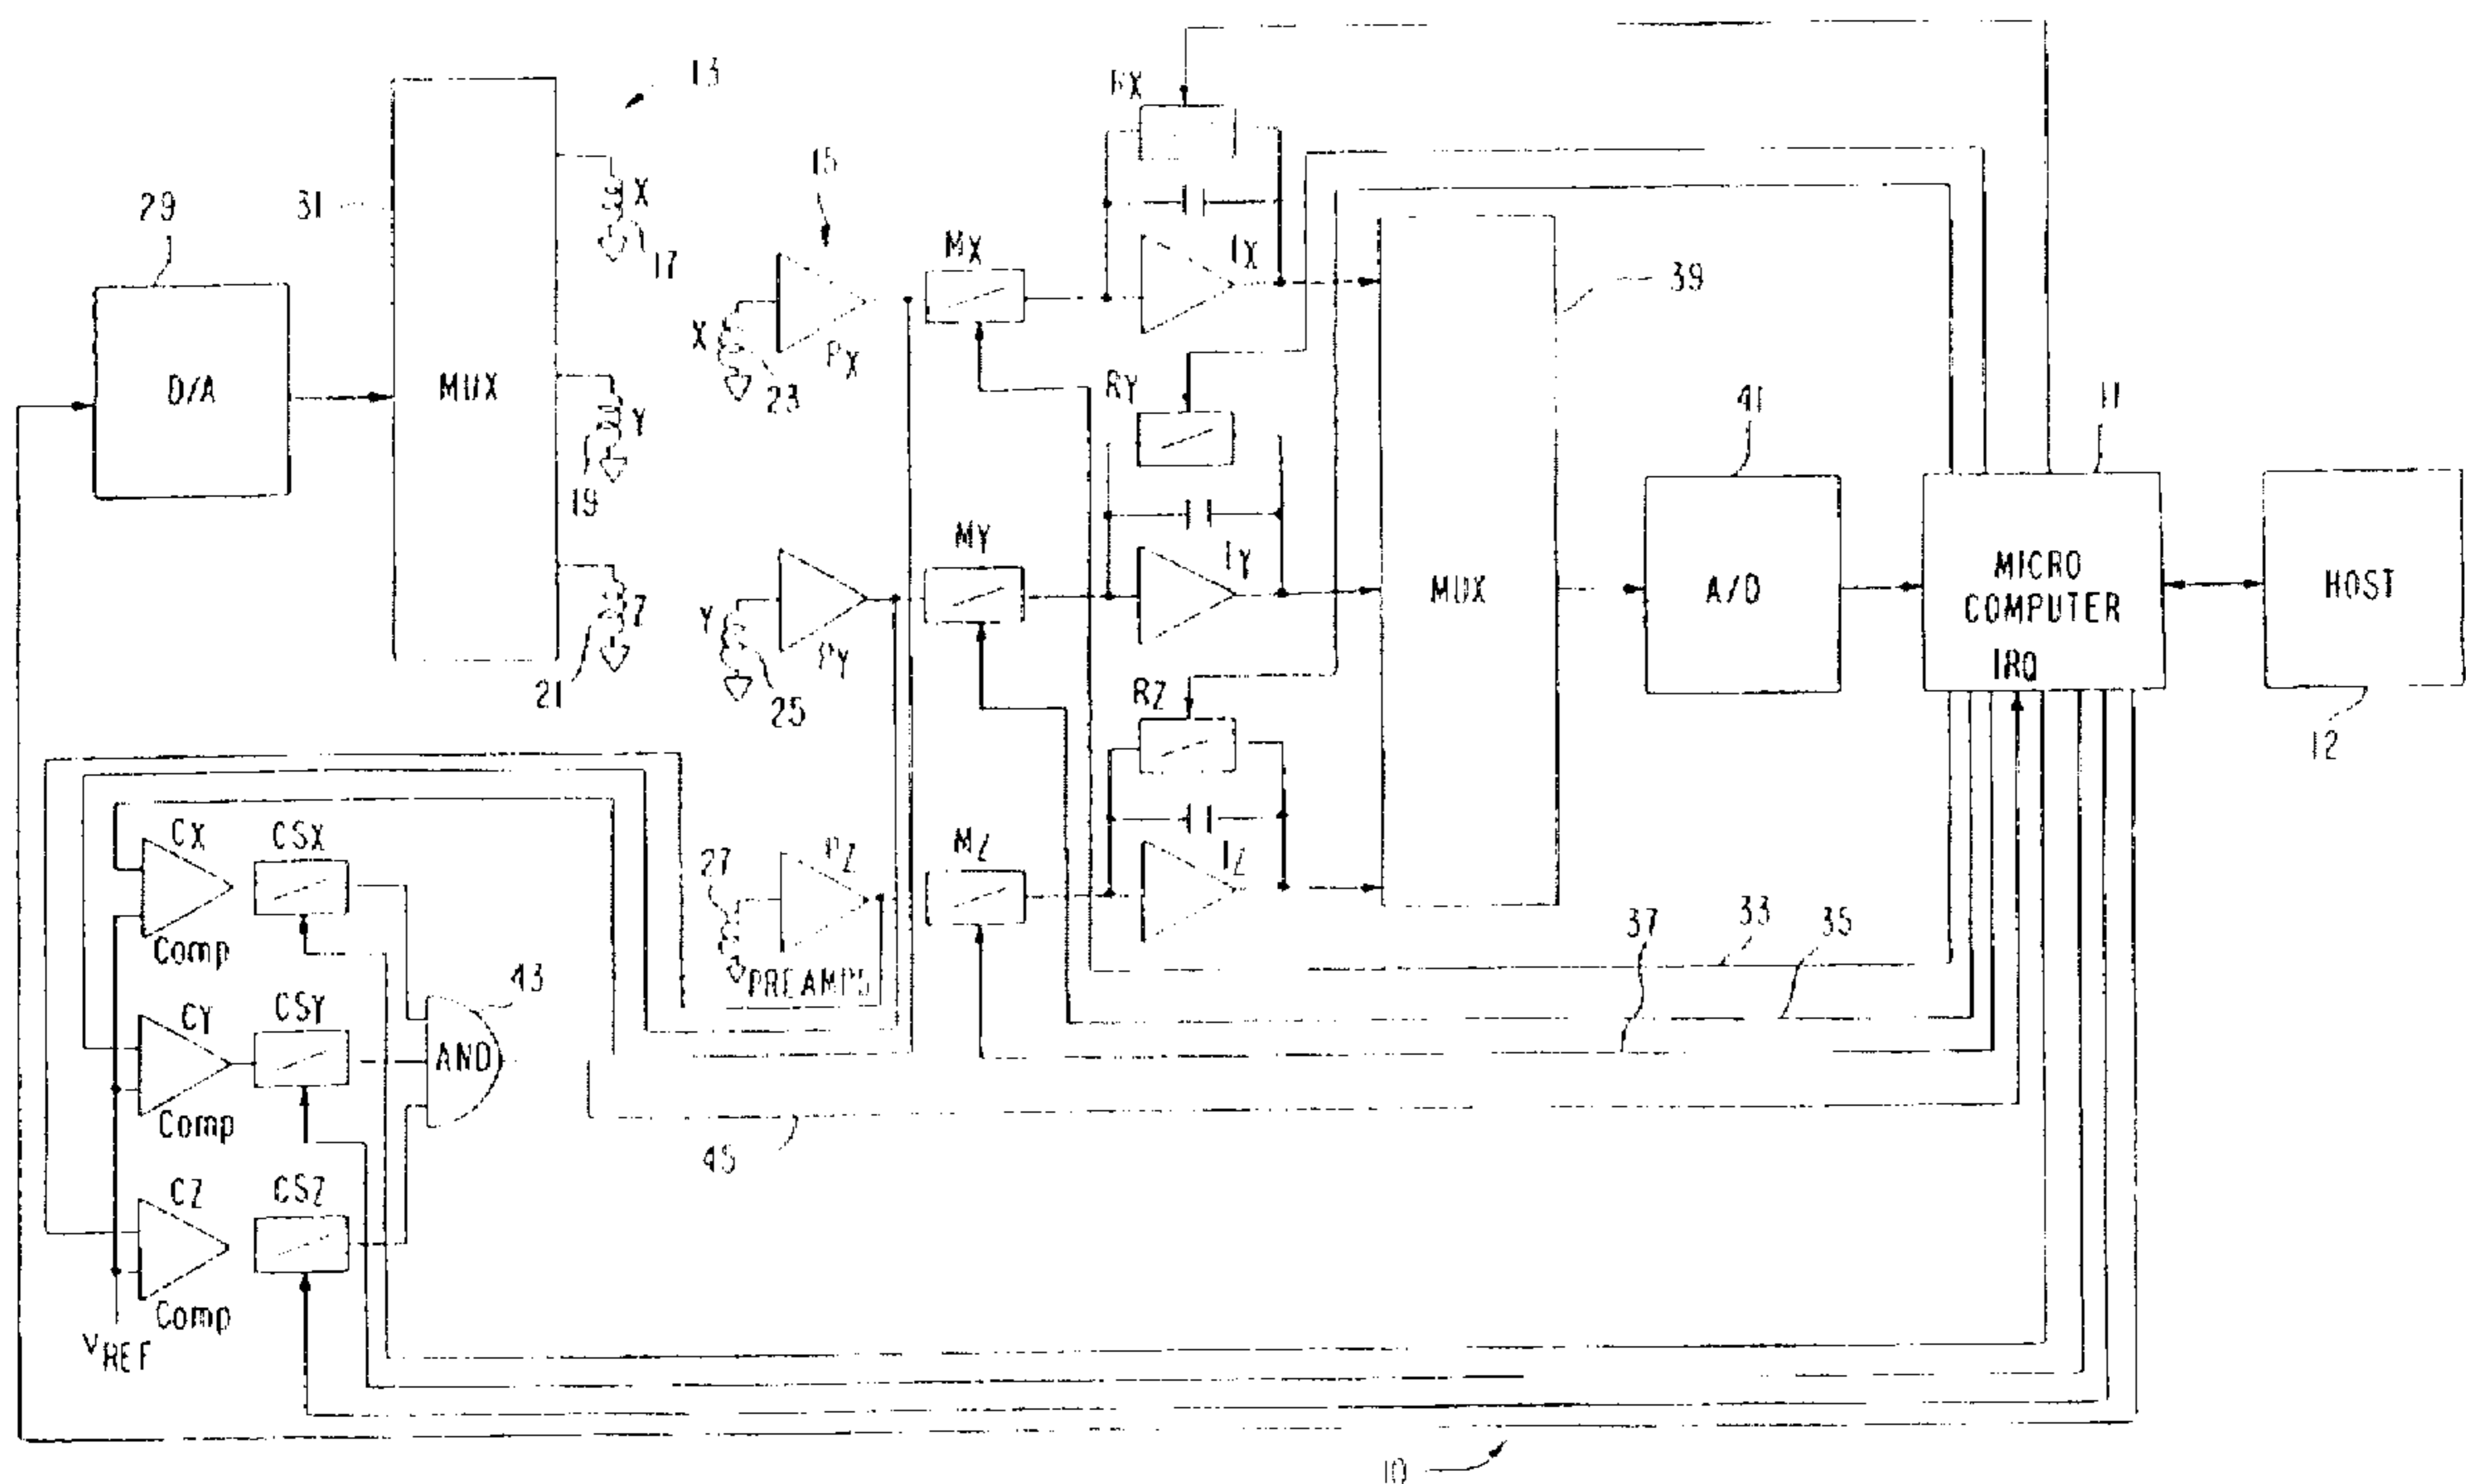 13
RX
15
31
X
29
MX
IX
17
39
X
PX
D/A
MUX
23
RY
41
11
Y
19
MY
IY
MICRO
COMPUTER
IRQ
HOST
MUX
A/D
Z
Y
PY
21
25
RZ
12
CX
CSX
27
PZ
MZ
IZ
Comp
37
33
35
PREAMPS
43
CY
CSY
AND
Comp
45
CZ
CSZ
Comp
VREF
10